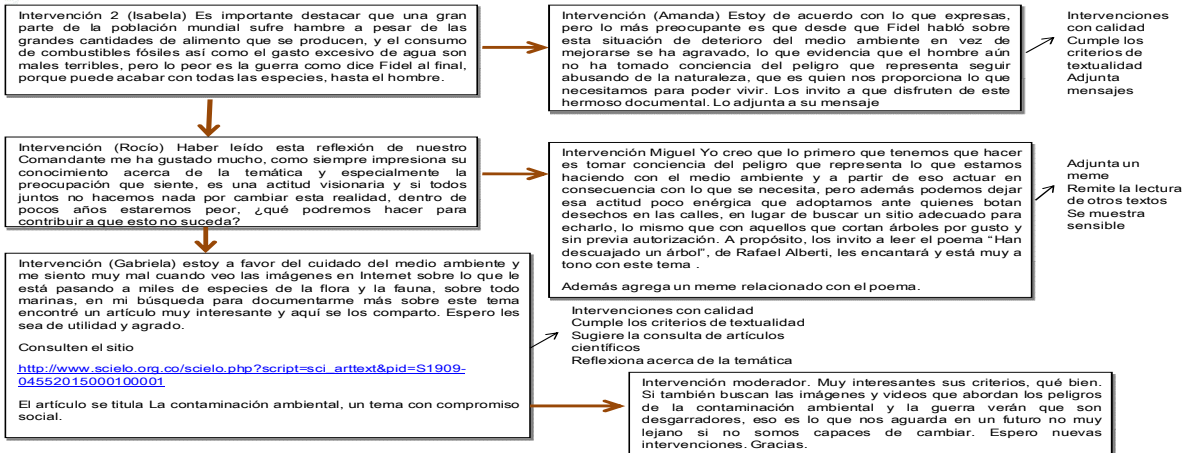 Intervención 2 (Isabela) Es importante destacar que una gran
parte de la población mundial sufre hambre a pesar de las
grandes cantidades de alimento que se producen, y el consumo
de combustibles fósiles así como el gasto excesivo de agua son
males terribles, pero lo peor es la guerra como dice Fidel al final,
porque puede acabar con todas las especies, hasta el hombre.
Intervención (Amanda) Estoy de acuerdo con lo que expresas,
pero lo más preocupante es que desde que Fidel habló sobre
esta situación de deterioro del medio ambiente en vez de
mejorarse se ha agravado, lo que evidencia que el hombre aún
no ha tomado conciencia del peligro que representa seguir
abusando de la naturaleza, que es quien nos proporciona lo que
necesitamos para poder vivir. Los invito a que disfruten de este
hermoso documental. Lo adjunta a su mensaje
Intervenciones
con calidad
Cumple los
criterios de
textualidad
Adjunta
mensajes
Intervención (Rocío) Haber leído esta reflexión de nuestro
Comandante me ha gustado mucho, como siempre impresiona su
conocimiento acerca de la temática y especialmente la
preocupación que siente, es una actitud visionaria y si todos
juntos no hacemos nada por cambiar esta realidad, dentro de
pocos años estaremos peor, ¿qué podremos hacer para
contribuir a que esto no suceda?
Intervención Miguel Yo creo que lo primero que tenemos que hacer
es tomar conciencia del peligro que representa lo que estamos
haciendo con el medio ambiente y a partir de eso actuar en
consecuencia con lo que se necesita, pero además podemos dejar
esa actitud poco enérgica que adoptamos ante quienes botan
desechos en las calles, en lugar de buscar un sitio adecuado para
echarlo, lo mismo que con aquellos que cortan árboles por gusto y
sin previa autorización. A propósito, los invito a leer el poema “Han
descuajado un árbol”, de Rafael Alberti, les encantará y está muy a
tono con este tema .
Además agrega un meme relacionado con el poema.
Adjunta un
meme
Remite la lectura
de otros textos
Se muestra
sensible
Intervención (Gabriela) estoy a favor del cuidado del medio ambiente y
me siento muy mal cuando veo las imágenes en Internet sobre lo que le
está pasando a miles de especies de la flora y la fauna, sobre todo
marinas, en mi búsqueda para documentarme más sobre este tema
encontré un artículo muy interesante y aquí se los comparto. Espero les
sea de utilidad y agrado.
Consulten el sitio
http://www.scielo.org.co/scielo.php?script=sci_arttext&pid=S1909-
04552015000100001
El artículo se titula La contaminación ambiental, un tema con compromiso
social.
Intervenciones con calidad
Cumple los criterios de textualidad
Sugiere la consulta de artículos
científicos
Reflexiona acerca de la temática
Intervención moderador. Muy interesantes sus criterios, qué bien.
Si también buscan las imágenes y videos que abordan los peligros
de la contaminación ambiental y la guerra verán que son
desgarradores, eso es lo que nos aguarda en un futuro no muy
lejano si no somos capaces de cambiar. Espero nuevas
intervenciones. Gracias.